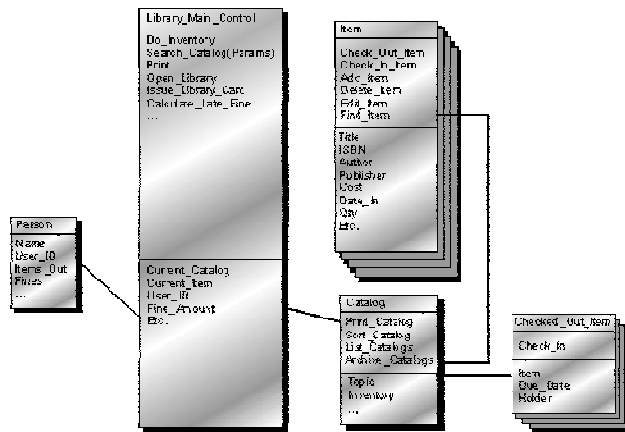 Library_Main_Control
Do_Inventory
Search_Catalog(Params)
Print
Open_Library
Issue_Library_Card
Calculate_Late_Fine
...
Current_Catalog
Current_Item
User_ID
Fine_Amount
Etc.
Item
Check_Out_Item
Check_In_Item
Add_Item
Delete_Item
Edit_Item
Find_Item
Title
ISBN
Author
Publisher
Cost
Date_In
Qty
Etc.
Person
Name
User_ID
Items_Out
Fines
...
Catalog
Print_Catalog
Sort_Catalog
List_Catalogs
Archive_Catalogs
Topic
Inventory
...
Checked_Out_Item
Check_In
Item
Due_Date
Holder